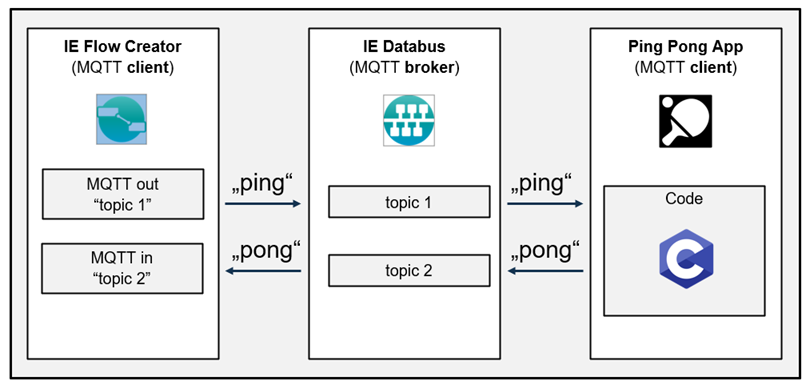 IE Flow Creator
(MQTT client)
MQTT out
“topic 1”
MQTT in
“topic 2”
„ping“
„pong“
IE Databus
(MQTT broker)
topic 1
topic 2
„ping“
„pong“
Ping Pong App
(MQTT client)
Code
C